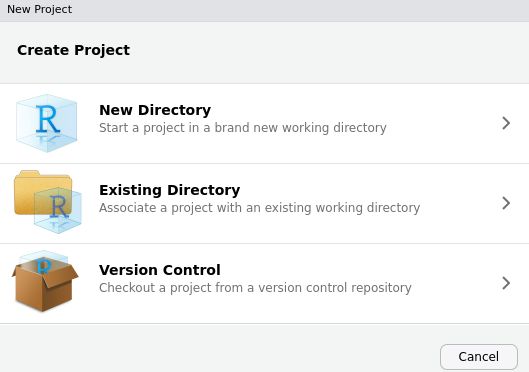 New Project
Create Project
R
New Directory
Start a project in a brand new working directory
R
Existing Directory
Associate a project with an existing working directory
R
Version Control
Checkout a project from a version control repository
Cancel